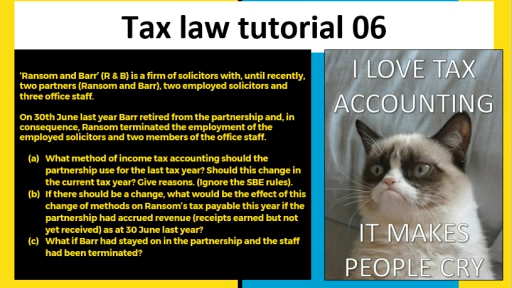 Tax law tutorial 06
'Ransom and Barr' (R & B) is a firm of solicitors with, until recently,
two partners (Ransom and Barr), two employed solicitors and
three office staff.
On 30th June last year Barr retired from the partnership and, in
consequence, Ransom terminated the employment of the
employed solicitors and two members of the office staff.
(a) What method of income tax accounting should the
partnership use for the last tax year? Should this change in
the current tax year? Give reasons. (Ignore the SBE rules).
(b) If there should be a change, what would be the effect of this
change of methods on Ransom's tax payable this year if the
partnership had accrued revenue (receipts earned but not
yet received) as at 30 June last year?
(c) What if Barr had stayed on in the partnership and the staff
had been terminated?
I LOVE TAX
ACCOUNTING
IT MAKES
PEOPLE CRY